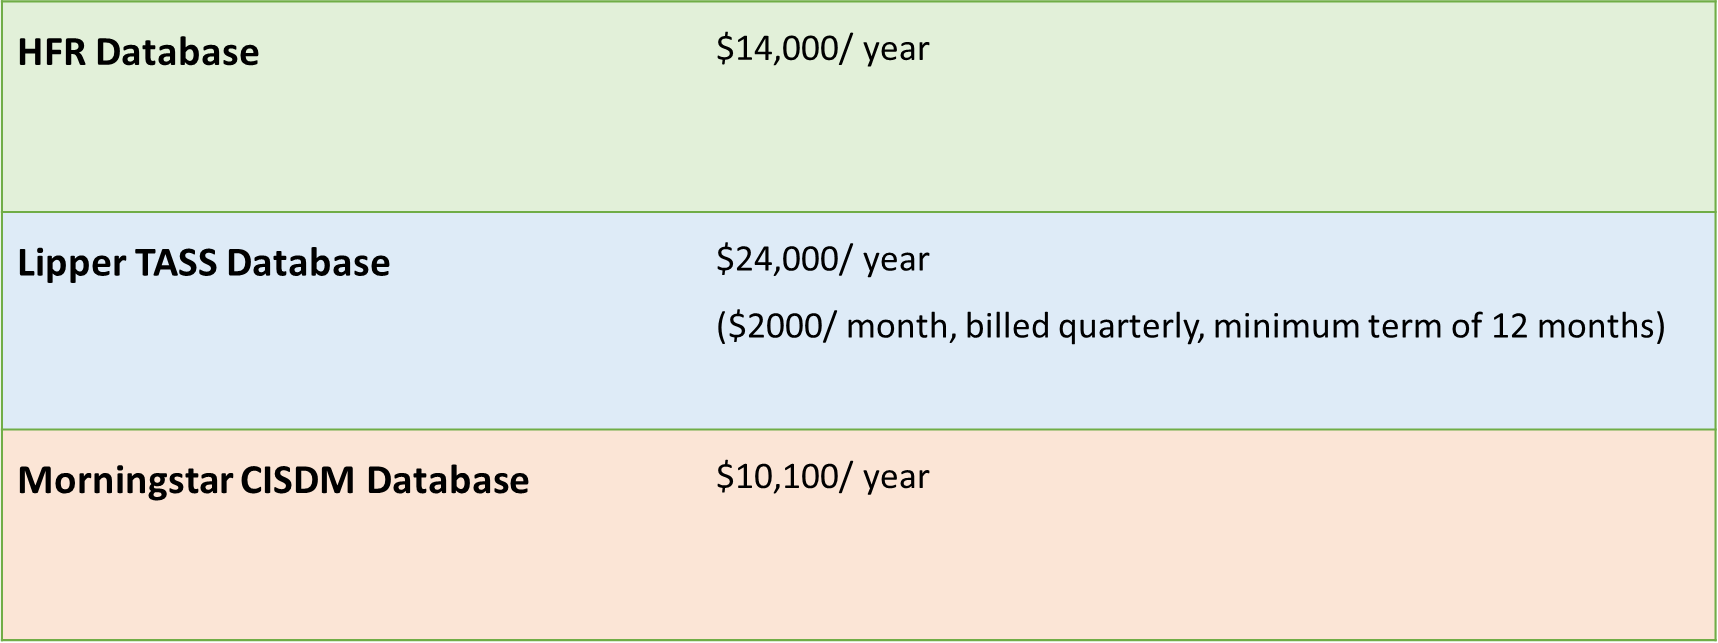 HFR Database
$14,000/ year
Lipper TASS Database
$24,000/ year
($2000/ month, billed quarterly, minimum term of 12 months)
Morningstar CISDM Database
$10,100/ year